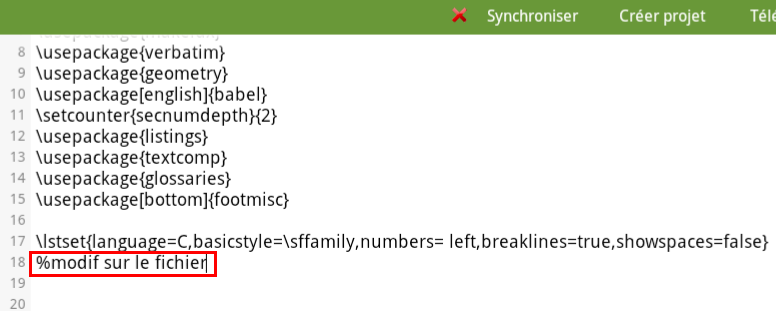 Synchroniser Créer projet
8 \usepackage{verbatim}
9 \usepackage{geometry}
10 \usepackage[english]{babel}
11 \setcounter{secnumdepth}{2}
12 \usepackage{listings}
13 \usepackage{textcomp}
14 \usepackage{glossaries}
15 \usepackage[bottom]{footmisc}
16
17 \lstset{language=C,basicstyle=\sffamily,numbers= left,breaklines=true,showspaces=false}
18 %modif sur le fichier
19
20